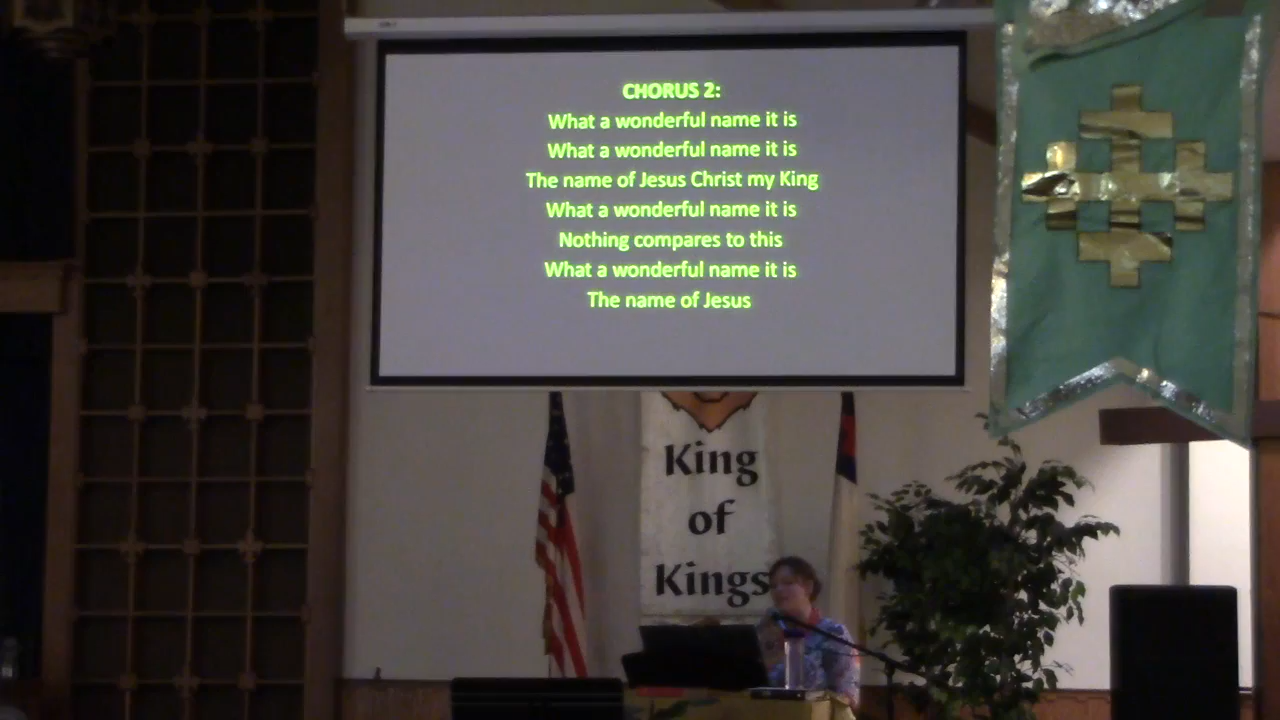 CHORUS 2:
What a wonderful name it is
What a wonderful name it is
The name of Jesus Christ my King
What a wonderful name it is
Nothing compares to this
What a wonderful name it is
The name of Jesus
King
of
Kings